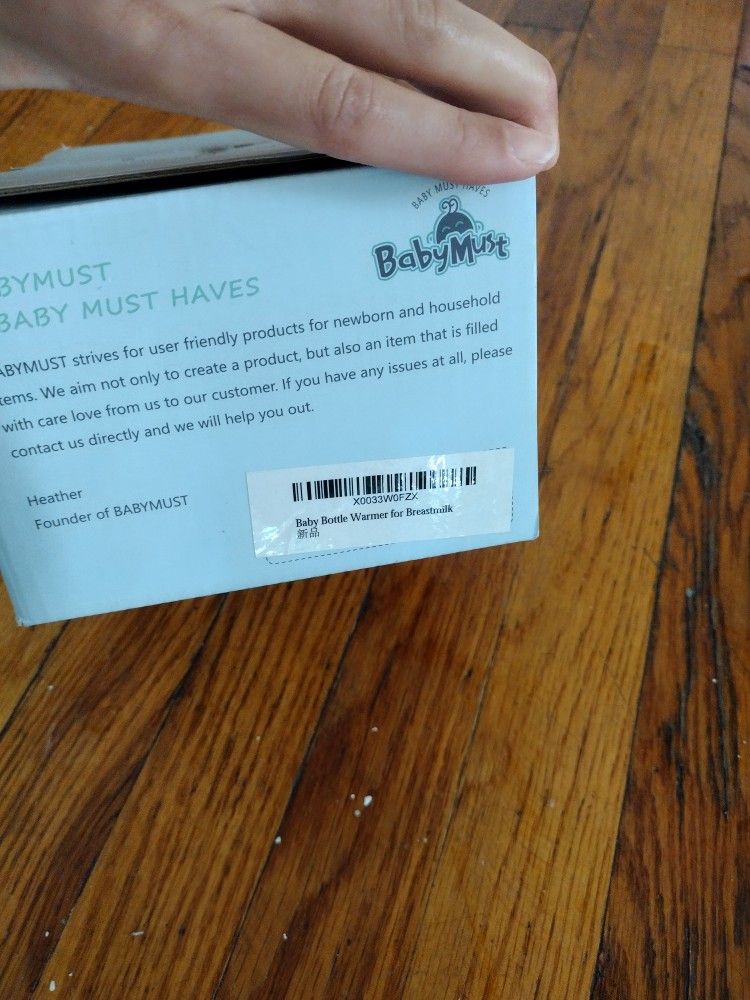 BABY MUST HAVES
BabyMust
BYMUST
BABY MUST HAVES
ABYMUST strives for user friendly products for newborn and household
tems. We aim not only to create a product, but also an item that is filled
with care love from us to our customer. If you have any issues at all, please
contact us directly and we will help you out.
Heather
Founder of BABYMUST
X0033W0FZX
Baby Bottle Warmer for Breastmilk
新品